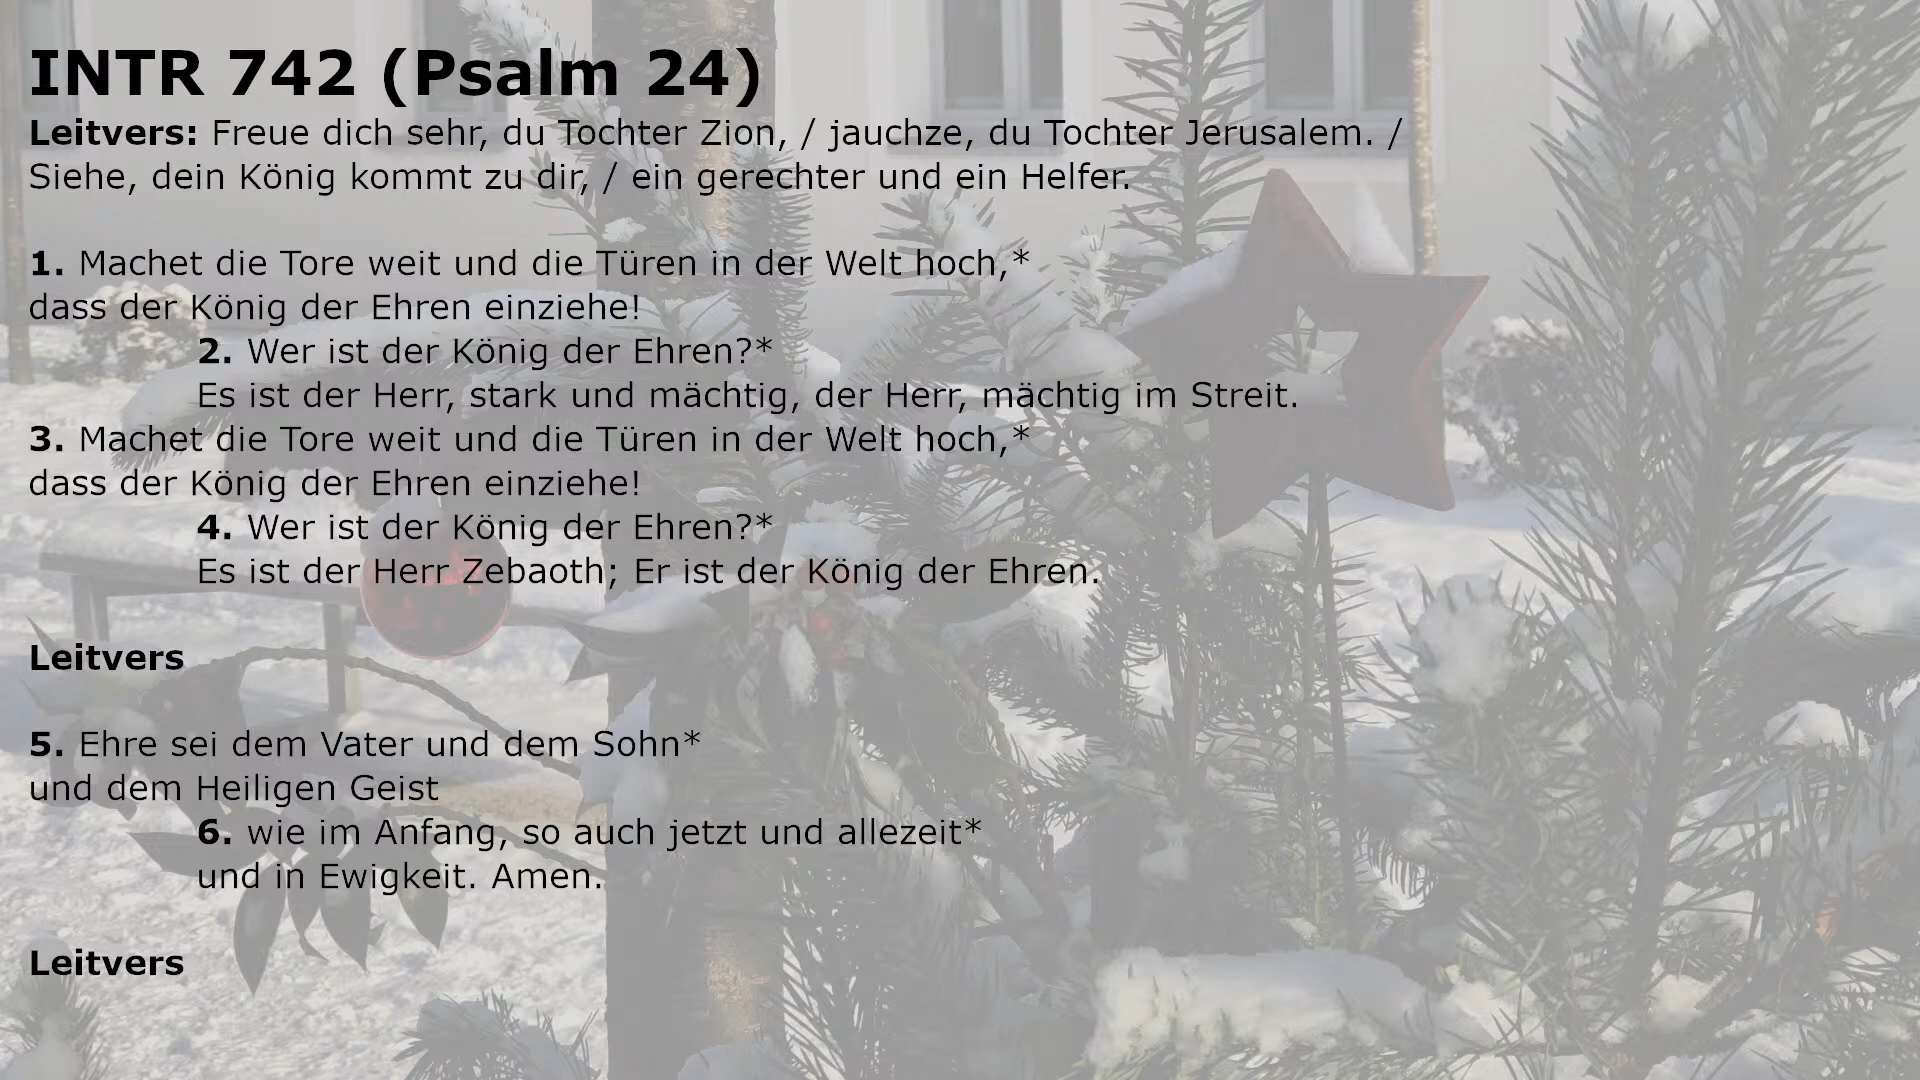 INTR 742 (Psalm 24)
Leitvers: Freue dich sehr, du Tochter Zion, / jauchze, du Tochter Jerusalem. /
Siehe, dein König kommt zu dir, / ein gerechter und ein Helfer.
1. Machet die Tore weit und die Türen in der Welt hoch,*
dass der König der Ehren einziehe!
2. Wer ist der König der Ehren?*
Es ist der Herr, stark und mächtig, der Herr, mächtig im Streit.
3. Machet die Tore weit und die Türen in der Welt hoch,*
dass der König der Ehren einziehe!
4. Wer ist der König der Ehren?*
Es ist der Herr Zebaoth; Er ist der König der Ehren.
Leitvers
5. Ehre sei dem Vater und dem Sohn*
und dem Heiligen Geist
6. wie im Anfang, so auch jetzt und allezeit*
und in Ewigkeit. Amen.
Leitvers